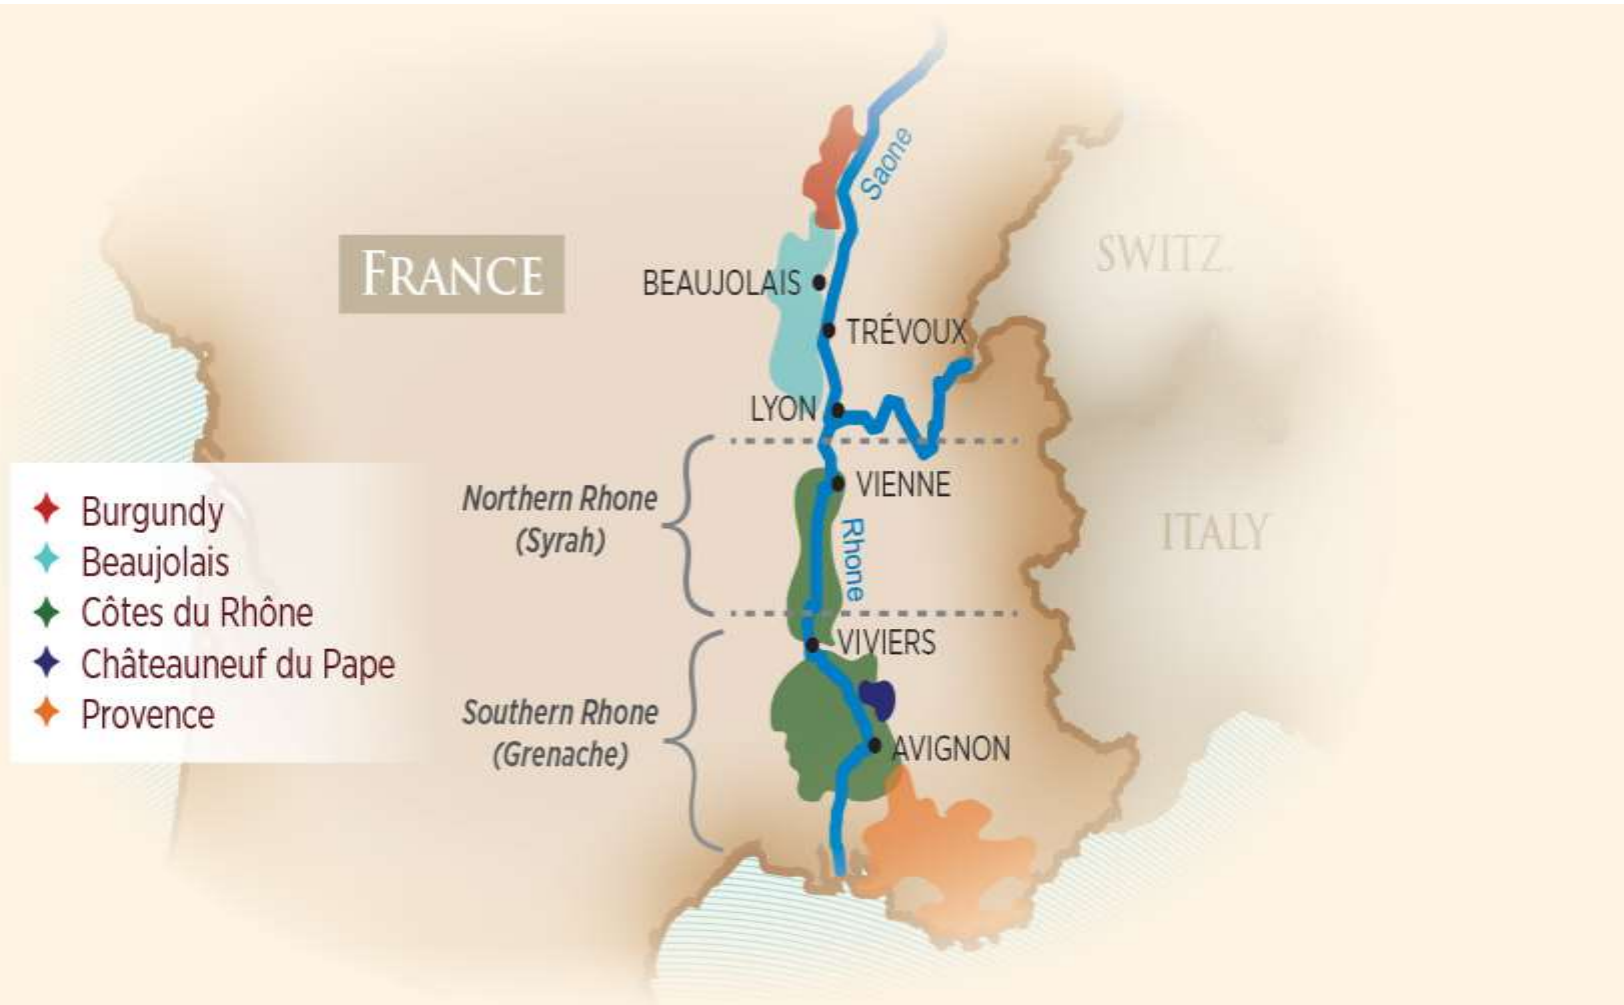 Saone
FRANCE
SWITZ.
BEAUJOLAIS
TRÉVOUX
LYON
Northern Rhone
(Syrah)
VIENNE
Rhone
ITALY
Burgundy
Beaujolais
Côtes du Rhône
Châteauneuf du Pape
Provence
VIVIERS
Southern Rhone
(Grenache)
AVIGNON